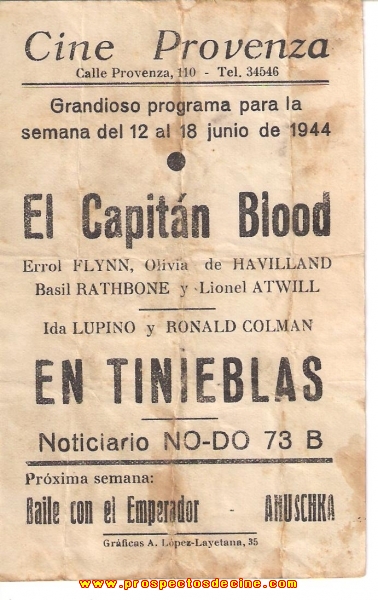 Cine Provenza
Calle Provenza, 110 - Tel. 34546
Grandioso programa para la
semana del 12 al 18 junio de 1944
El Capitán Blood
Errol FLYNN, Olivia de HAVILLAND
Basil RATHBONE y Lionel ATWILL
Ida LUPINO y RONALD COLMAN
EN TINIEBLAS
Noticiario NO-DO 73 B
Próxima semana:
Baile con el Emperador - ANUSCHKA
Gráficas A. López-Layetana, 35
www.prospectosdecine.com